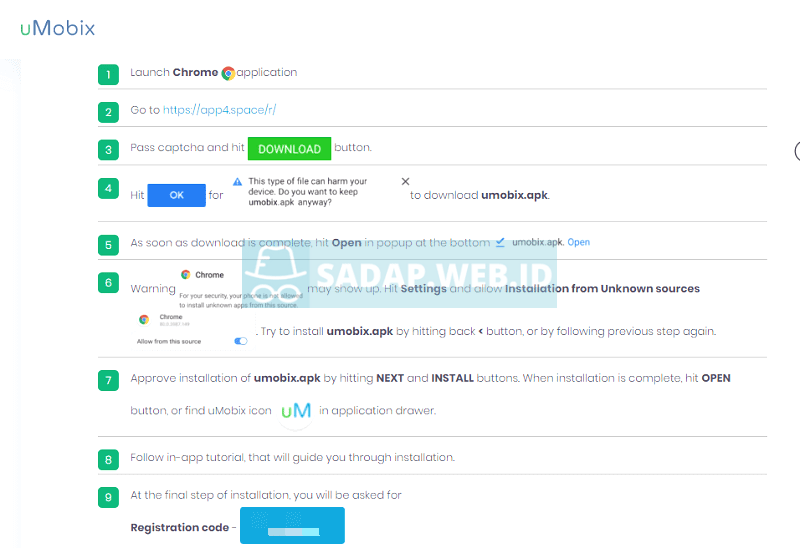 uMobix
1 Launch Chrome application
2 Go to https://app4.space/r/
3 Pass captcha and hit DOWNLOAD button.
4 Hit OK for This type of file can harm your device. Do you want to keep umobix.apk anyway? to download umobix.apk.
5 As soon as download is complete, hit Open in popup at the bottom umobix.apk. Open
SADAP.WEB.ID
6 Warning Chrome For your security, your phone is not allowed to install unknown apps from this source. may show up. Hit Settings and allow Installation from Unknown sources
Chrome
Allow from this source . Try to install umobix.apk by hitting back < button, or by following previous step again.
7 Approve installation of umobix.apk by hitting NEXT and INSTALL buttons. When installation is complete, hit OPEN
button, or find uMobix icon uM in application drawer.
8 Follow in-app tutorial, that will guide you through installation.
9 At the final step of installation, you will be asked for
Registration code -